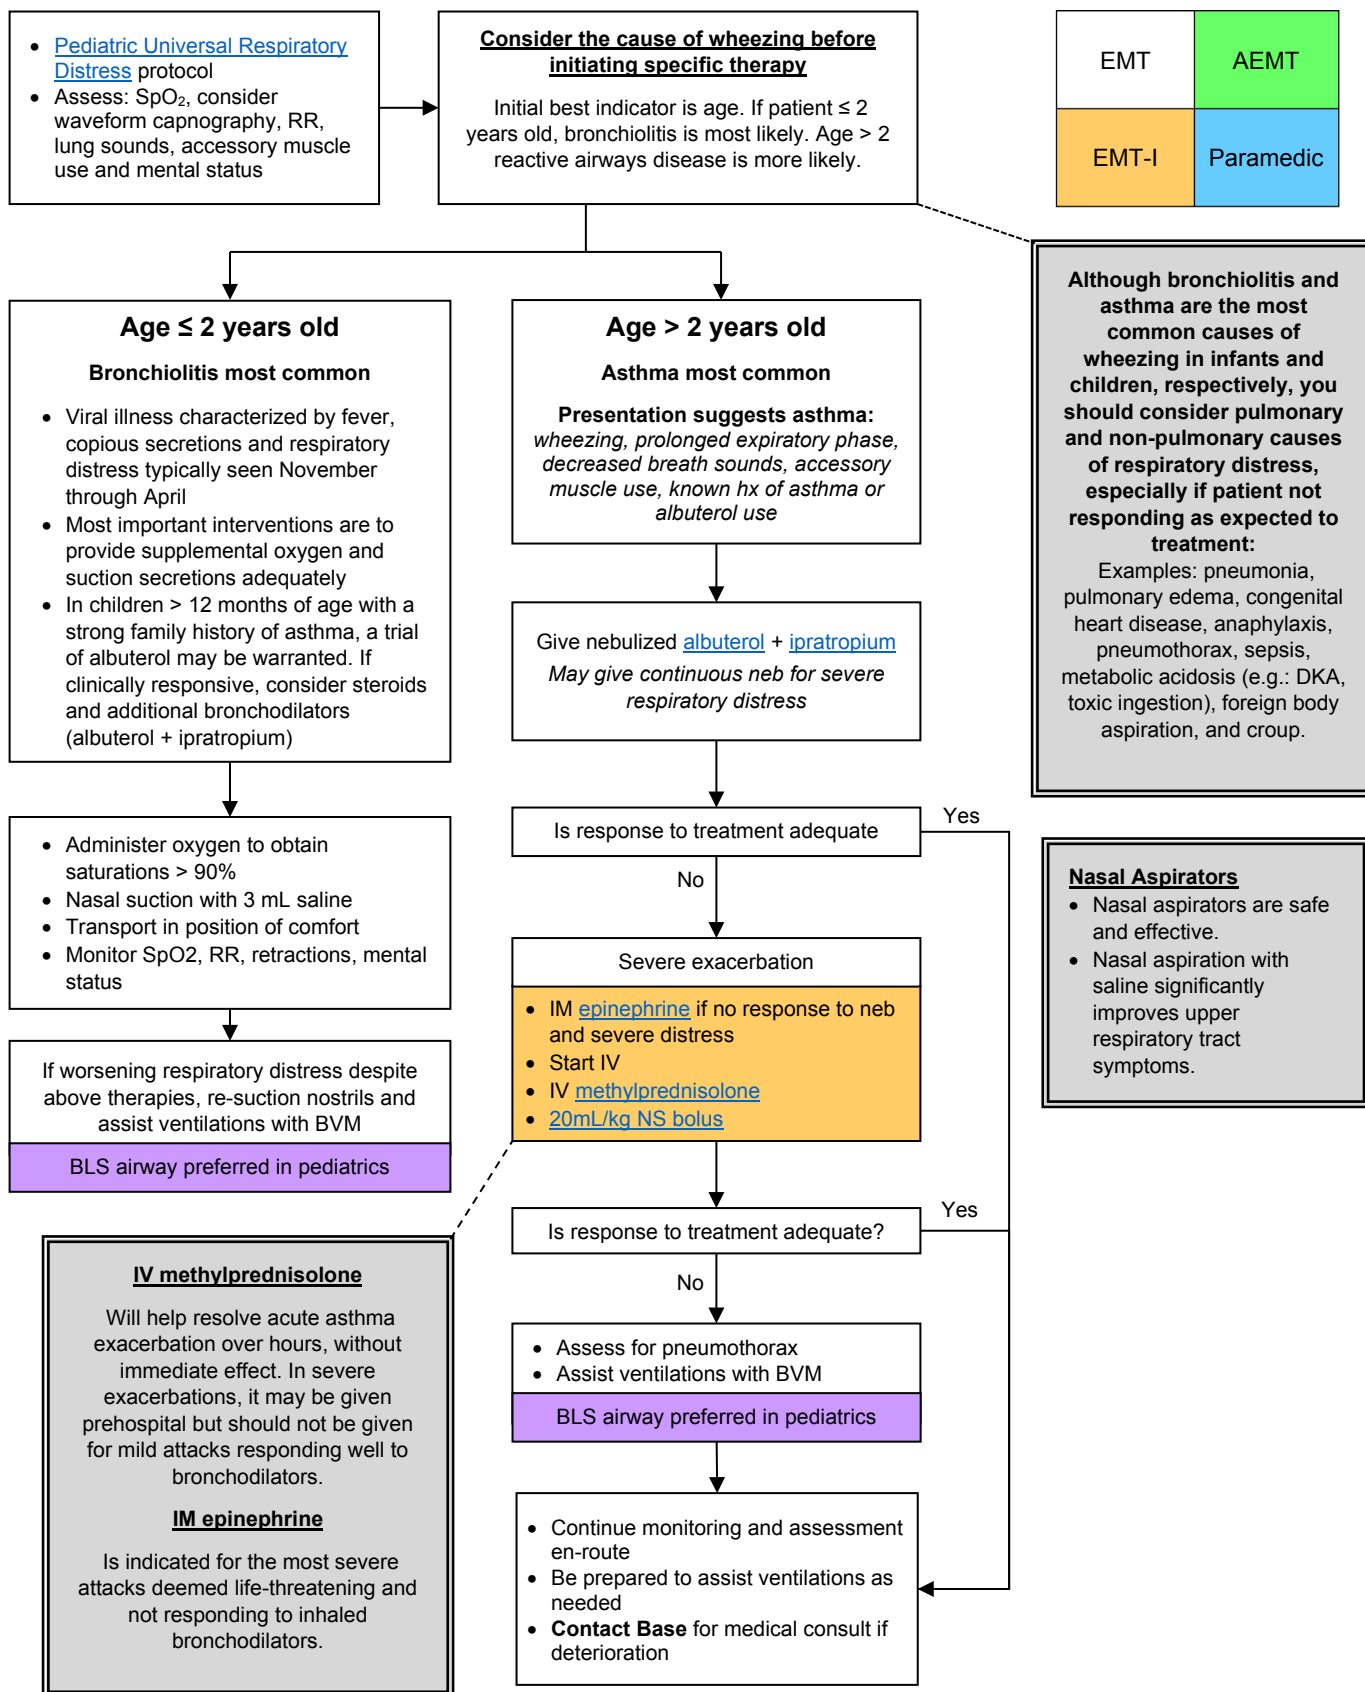 • Pediatric Universal Respiratory
Distress protocol
• Assess: SpO₂, consider
waveform capnography, RR,
lung sounds, accessory muscle
use and mental status
Consider the cause of wheezing before
initiating specific therapy
Initial best indicator is age. If patient ≤ 2
years old, bronchiolitis is most likely. Age > 2
reactive airways disease is more likely.
EMT
AEMT
EMT-I
Paramedic
Although bronchiolitis and
asthma are the most
common causes of
wheezing in infants and
children, respectively, you
should consider pulmonary
and non-pulmonary causes
of respiratory distress,
especially if patient not
responding as expected to
treatment:
Examples: pneumonia,
pulmonary edema, congenital
heart disease, anaphylaxis,
pneumothorax, sepsis,
metabolic acidosis (e.g.: DKA,
toxic ingestion), foreign body
aspiration, and croup.
Age ≤ 2 years old
Bronchiolitis most common
• Viral illness characterized by fever,
copious secretions and respiratory
distress typically seen November
through April
• Most important interventions are to
provide supplemental oxygen and
suction secretions adequately
• In children > 12 months of age with a
strong family history of asthma, a trial
of albuterol may be warranted. If
clinically responsive, consider steroids
and additional bronchodilators
(albuterol + ipratropium)
• Administer oxygen to obtain
saturations > 90%
• Nasal suction with 3 mL saline
• Transport in position of comfort
• Monitor SpO2, RR, retractions, mental
status
If worsening respiratory distress despite
above therapies, re-suction nostrils and
assist ventilations with BVM
BLS airway preferred in pediatrics
Age > 2 years old
Asthma most common
Presentation suggests asthma:
wheezing, prolonged expiratory phase,
decreased breath sounds, accessory
muscle use, known hx of asthma or
albuterol use
Give nebulized albuterol + ipratropium
May give continuous neb for severe
respiratory distress
Is response to treatment adequate
Yes
No
Severe exacerbation
• IM epinephrine if no response to neb
and severe distress
• Start IV
• IV methylprednisolone
• 20mL/kg NS bolus
Is response to treatment adequate?
Yes
No
• Assess for pneumothorax
• Assist ventilations with BVM
BLS airway preferred in pediatrics
• Continue monitoring and assessment
en-route
• Be prepared to assist ventilations as
needed
• Contact Base for medical consult if
deterioration
Nasal Aspirators
• Nasal aspirators are safe
and effective.
• Nasal aspiration with
saline significantly
improves upper
respiratory tract
symptoms.
IV methylprednisolone
Will help resolve acute asthma
exacerbation over hours, without
immediate effect. In severe
exacerbations, it may be given
prehospital but should not be given
for mild attacks responding well to
bronchodilators.
IM epinephrine
Is indicated for the most severe
attacks deemed life-threatening and
not responding to inhaled
bronchodilators.